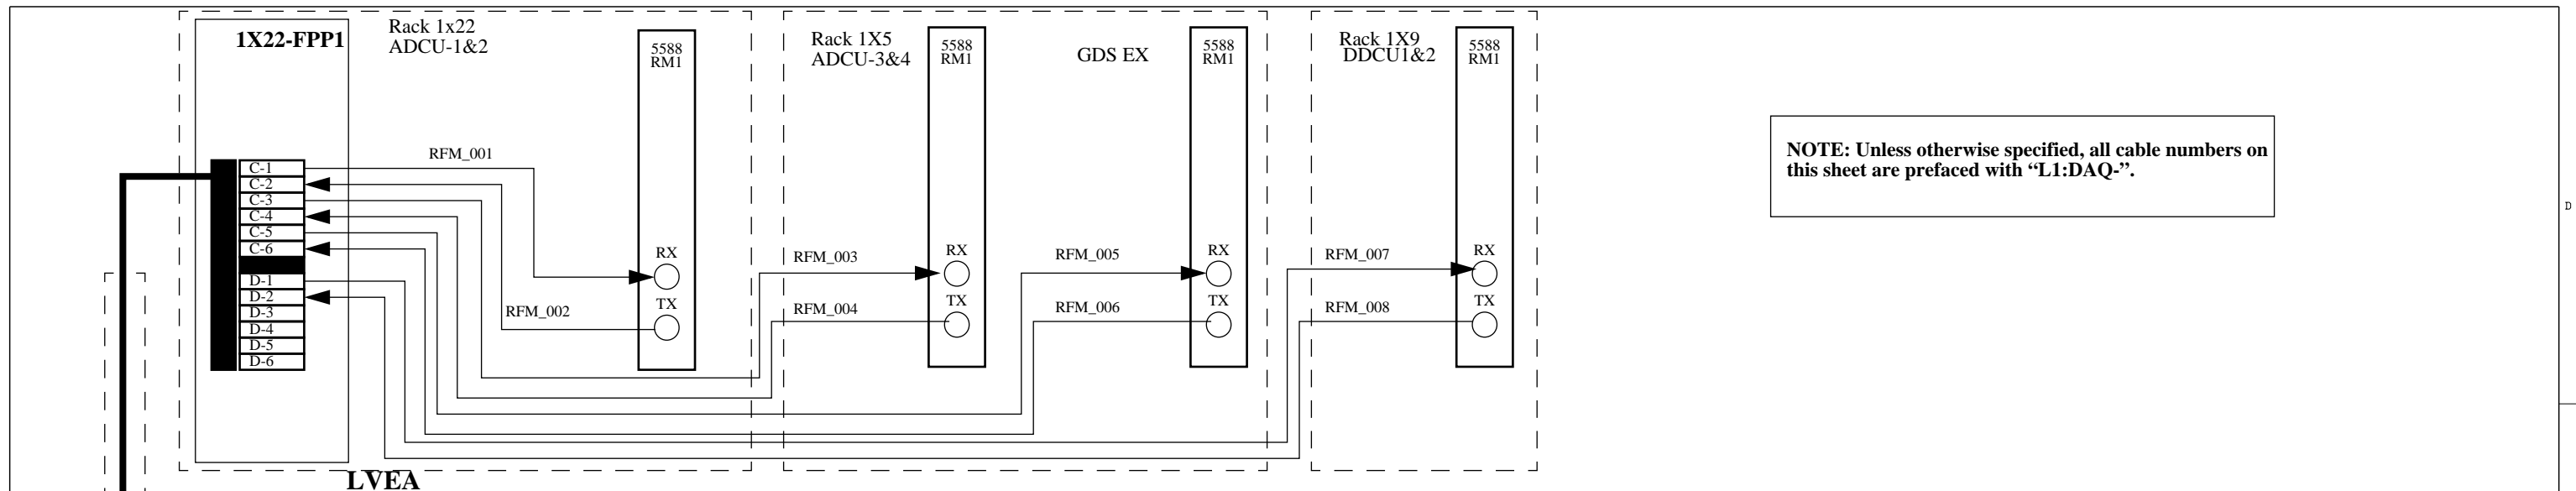 1X22-FPP1
Rack 1x22
ADCU-1&2
5588
RM1
Rack 1X5
ADCU-3&4
5588
RM1
GDS EX
5588
RM1
Rack 1X9
DDCU1&2
5588
RM1
NOTE: Unless otherwise specified, all cable numbers on
this sheet are prefaced with “L1:DAQ-”.
D
C-1
C-2
C-3
C-4
C-5
C-6
D-1
D-2
D-3
D-4
D-5
D-6
RFM_001
RFM_002
RX
TX
RFM_003
RFM_004
RX
TX
RFM_005
RFM_006
RX
TX
RFM_007
RFM_008
RX
TX
LVEA